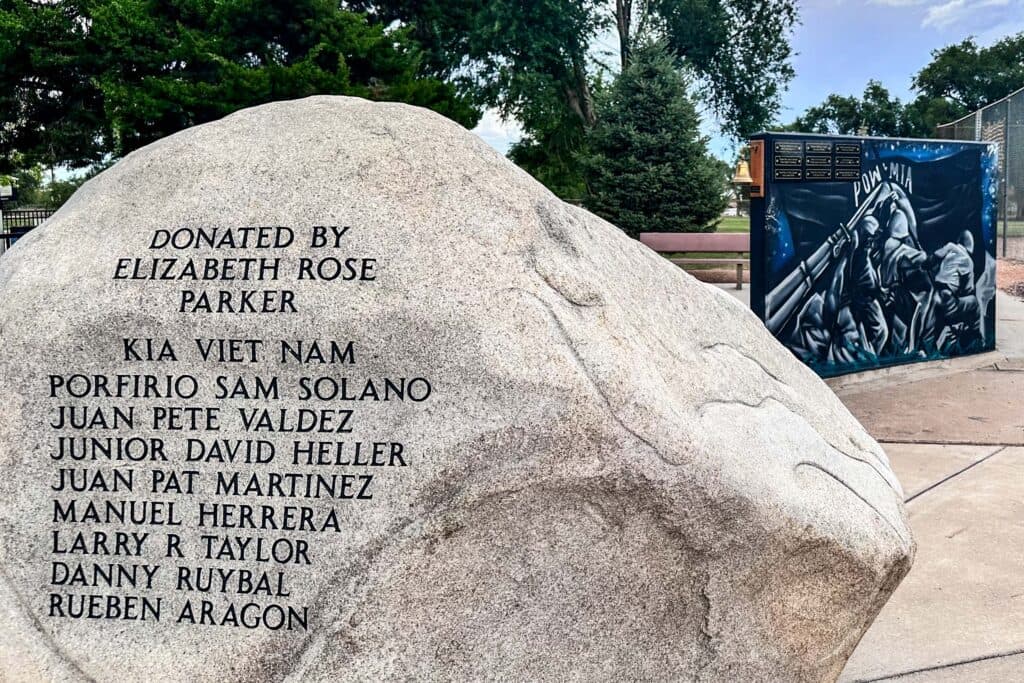 DONATED BY
ELIZABETH ROSE
PARKER
KIA VIET NAM
PORFIRIO SAM SOLANO
JUAN PETE VALDEZ
JUNIOR DAVID HELLER
JUAN PAT MARTINEZ
MANUEL HERRERA
LARRY R TAYLOR
DANNY RUYBAL
RUEBEN ARAGON
POW MIA